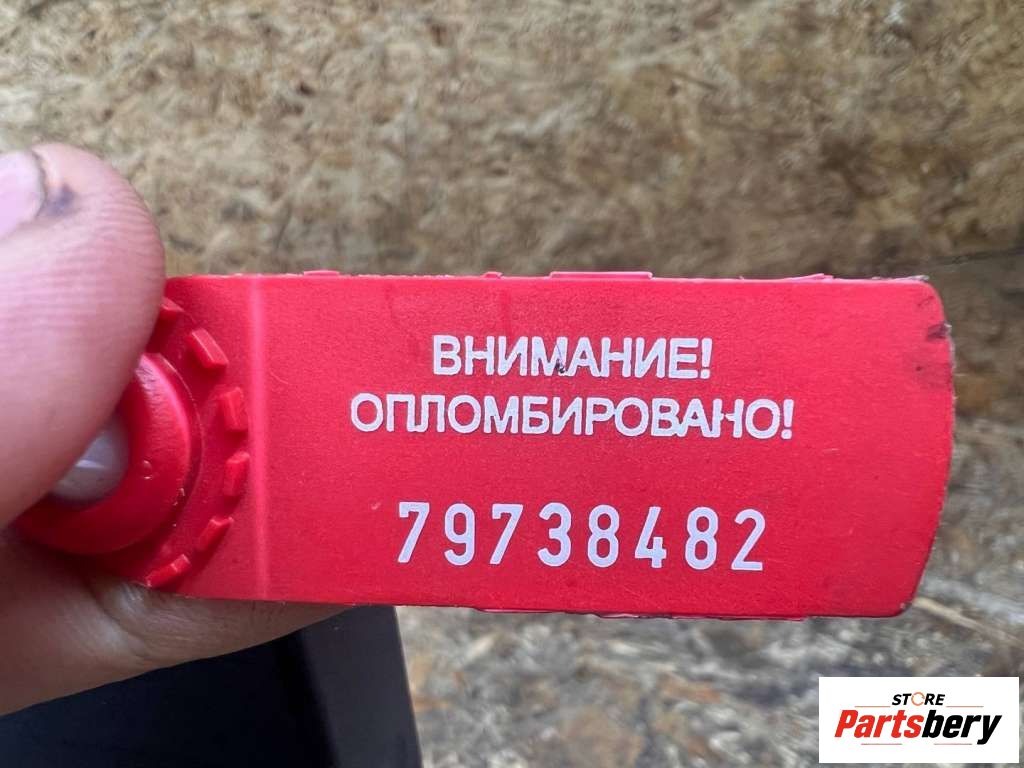 ВНИМАНИЕ!
ОПЛОМБИРОВАНО!
79738482
STORE
Partsbery